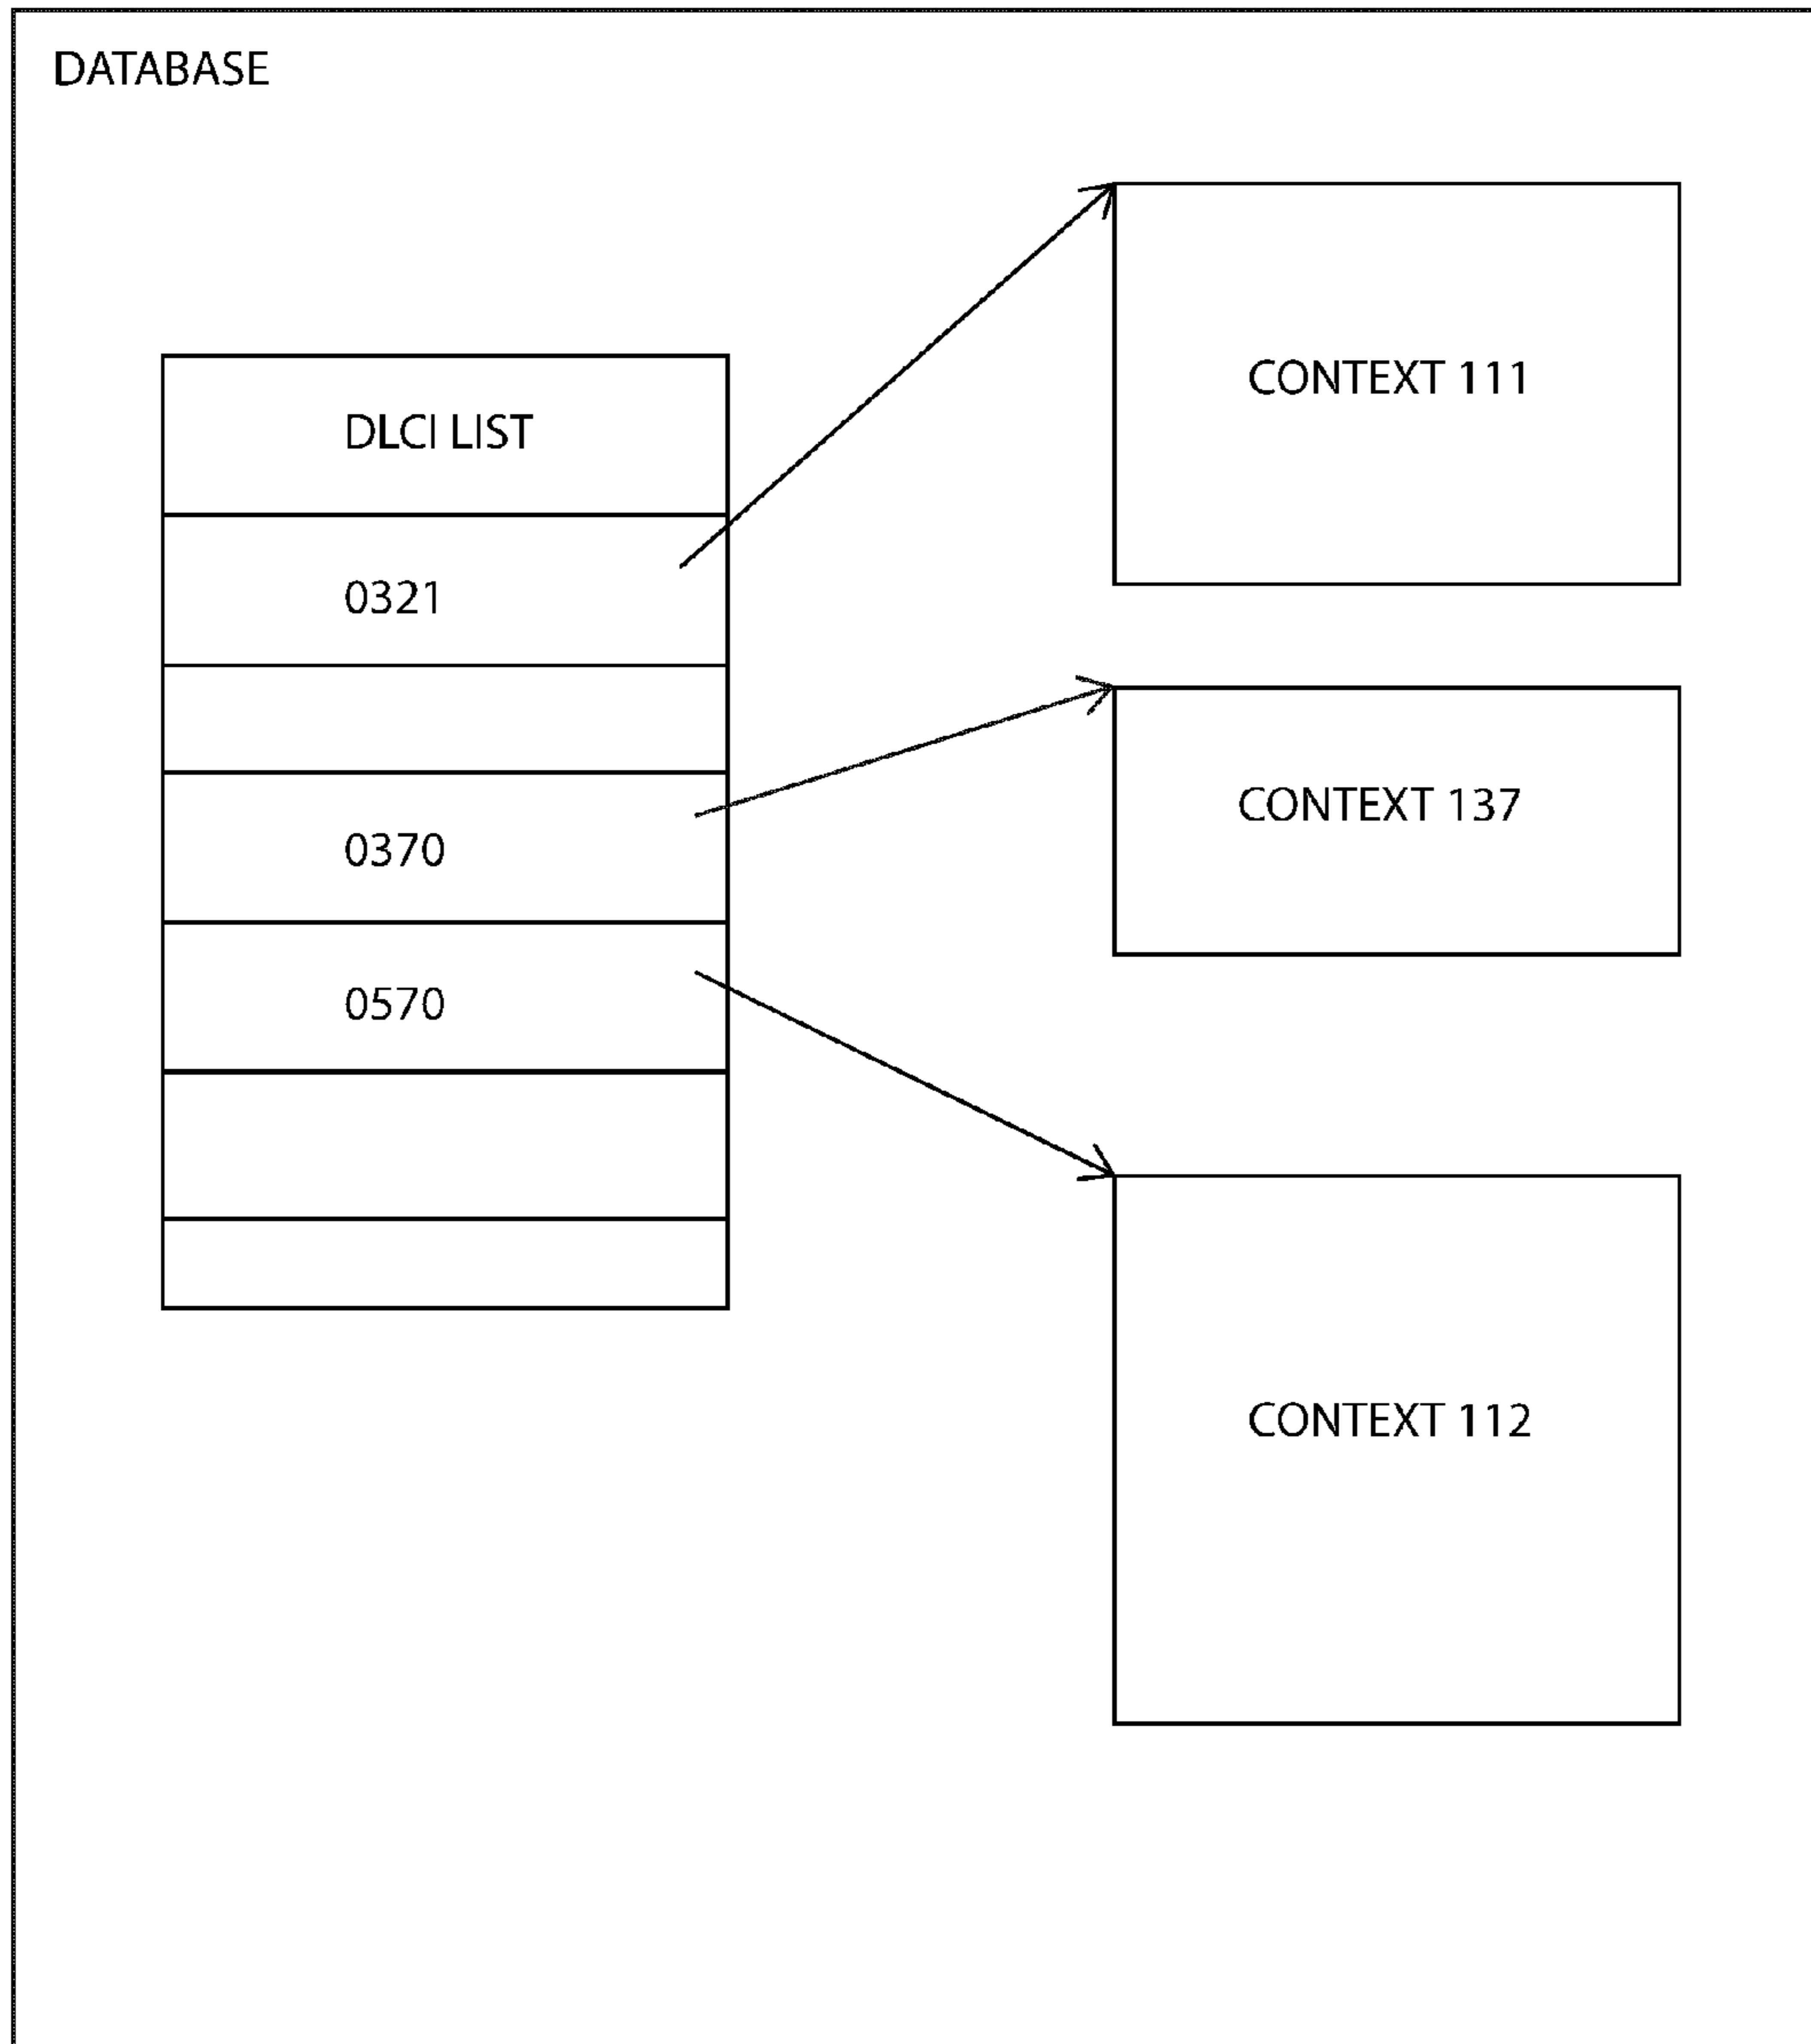 DATABASE
DLCI LIST
0321
0370
0570
CONTEXT 111
CONTEXT 137
CONTEXT 112